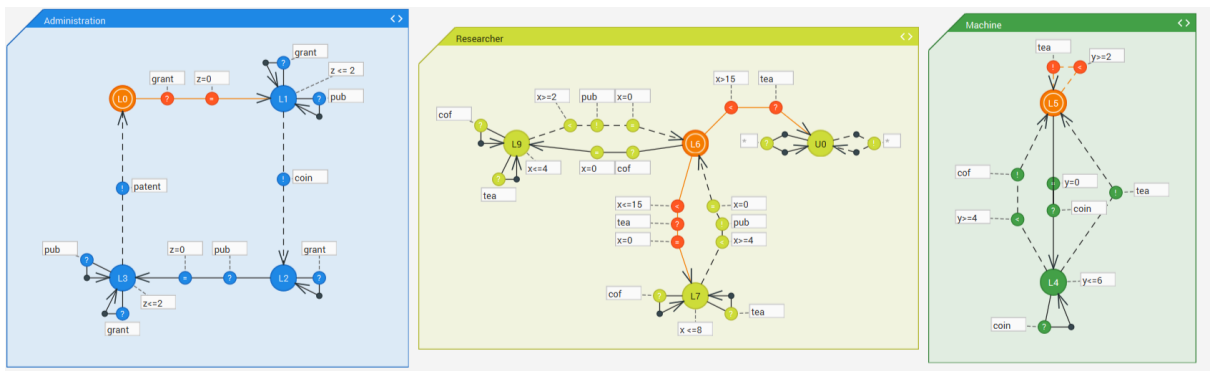 Administration
grant
z=0
grant
z <= 2
pub
?
=
?
?
L0
L1
patent
!
coin
!
pub
?
z=0
=
pub
?
grant
?
L3
L2
z<=2
?
grant
Researcher
cof
?
x>=2
<
pub
!
x=0
=
x>15
<
tea
?
L9
L6
U0
*
?
!
*
x<=4
=
?
x=0
cof
?
tea
x<=15
<
tea
?
x=0
=
=
x=0
!
pub
<
x>=4
cof
?
L7
?
tea
x <=8
Machine
tea
!
<
y>=2
L5
cof
!
y>=4
<
=
y=0
?
coin
!
tea
L4
y<=6
coin
?